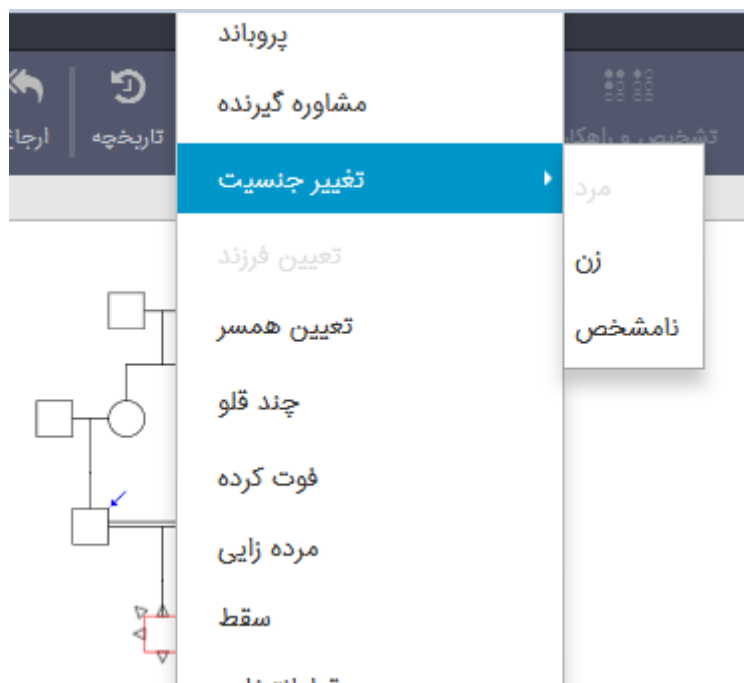 پروباند
مشاوره گیرنده
تاریخچه
تشخیص و
تغییر جنسیت
مرد
تعیین فرزند
زن
تعیین همسر
نامشخص
چند قلو
فوت کرده
مرده زایی
سقط